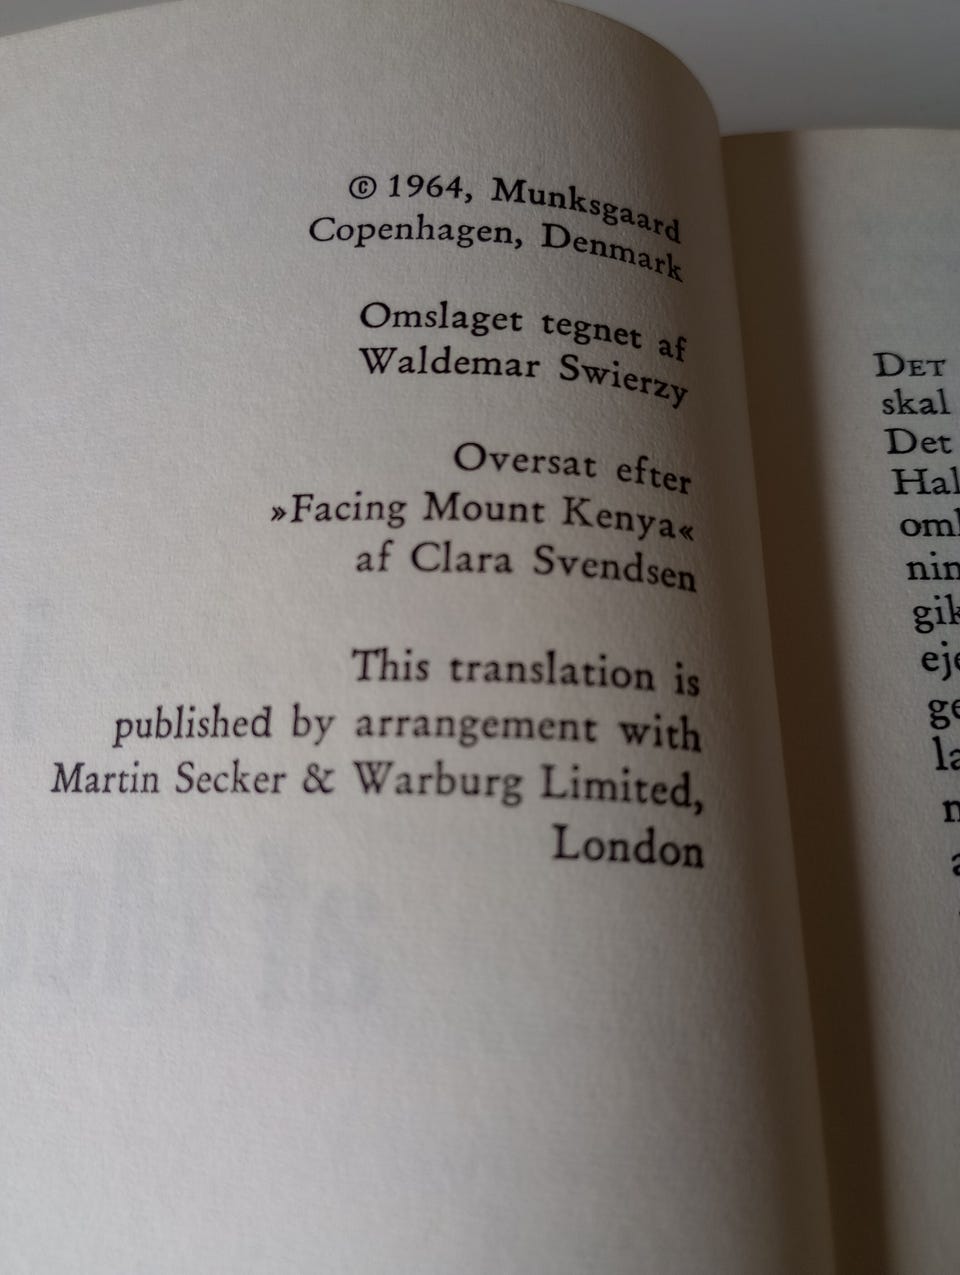 © 1964, Munksgaard
Copenhagen, Denmark
Omslaget tegnet af
Waldemar Swierzy
Oversat efter
»Facing Mount Kenya«
af Clara Svendsen
This translation is
published by arrangement with
Martin Secker & Warburg Limited,
London
DET
skal
Det